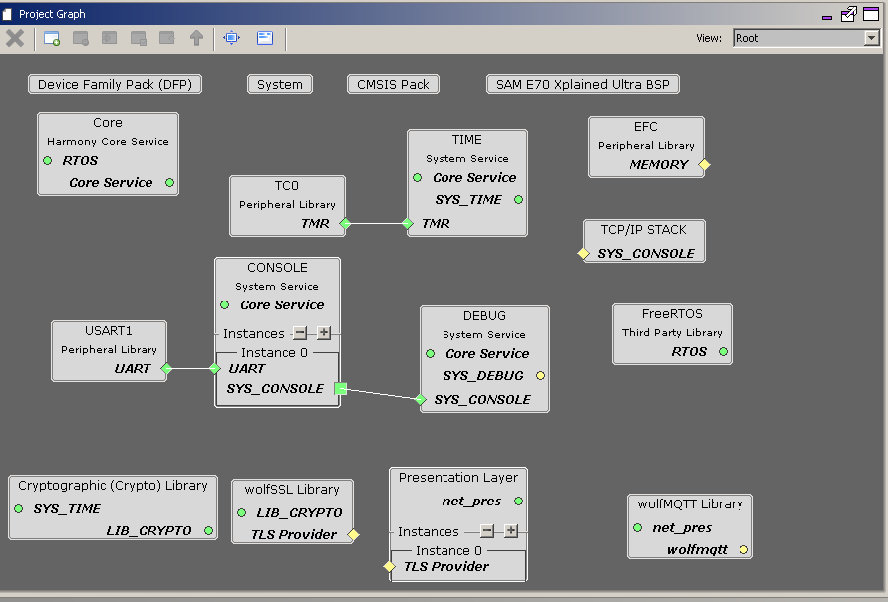 Project Graph
View: Root
Device Family Pack (DFP)
System
CMSIS Pack
SAM E70 Xplained Ultra BSP
Core
Harmony Core Service
RTOS
Core Service
TC0
Peripheral Library
TMR
TIME
System Service
Core Service
SYS_TIME
TMR
EFC
Peripheral Library
MEMORY
TCP/IP STACK
SYS_CONSOLE
USART1
Peripheral Library
UART
CONSOLE
System Service
Core Service
Instances
Instance 0
UART
SYS_CONSOLE
DEBUG
System Service
Core Service
SYS_DEBUG
SYS_CONSOLE
FreeRTOS
Third Party Library
RTOS
Cryptographic (Crypto) Library
SYS_TIME
LIB_CRYPTO
wolfSSL Library
LIB_CRYPTO
TLS Provider
Presentation Layer
net_pres
Instances
Instance 0
TLS Provider
wolfMQTT Library
net_pres
wolfmqtt